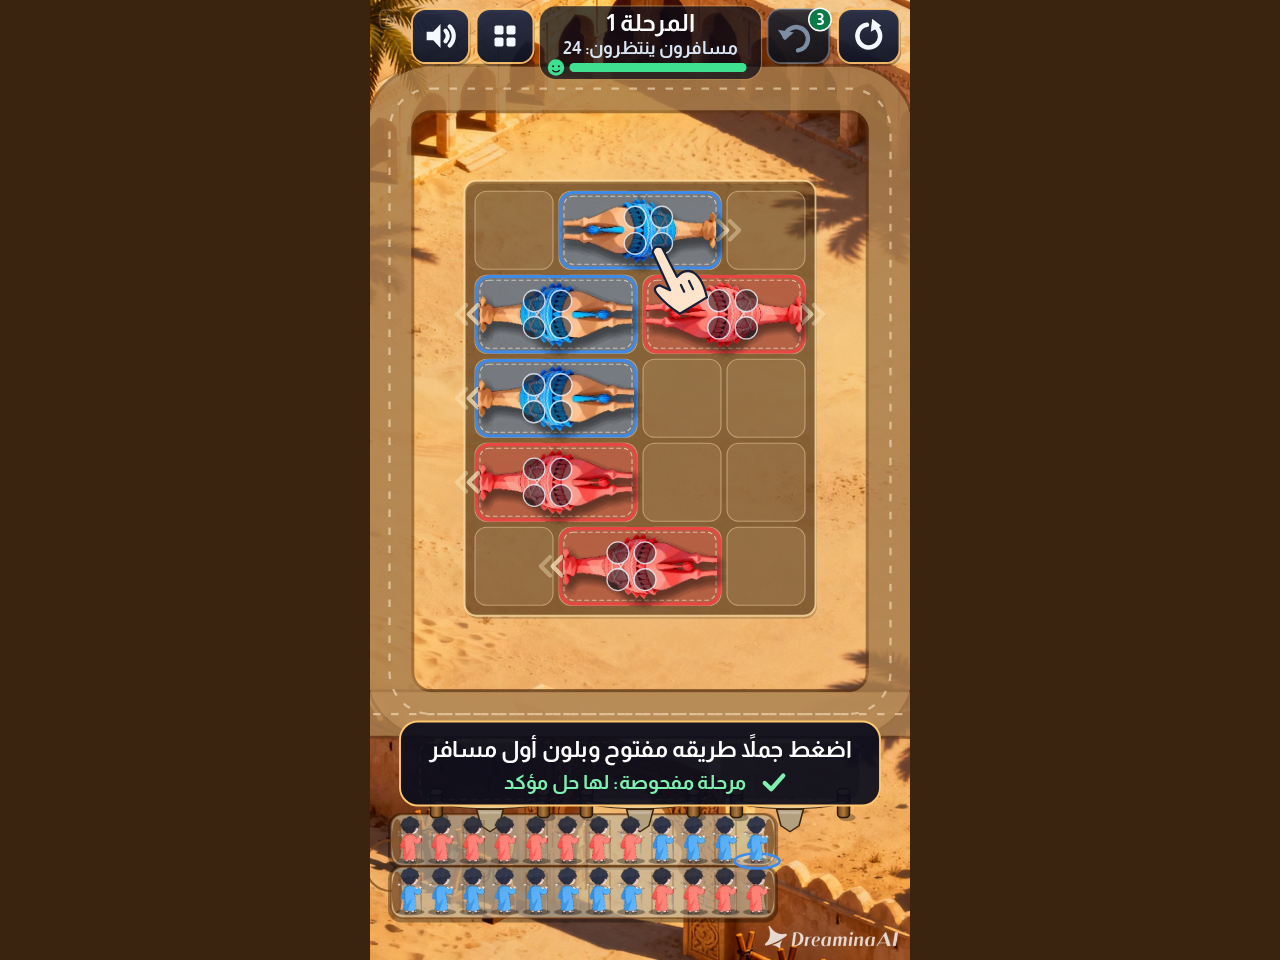 المرحلة 1
3
مسافرون ينتظرون: 24
اضغط جملًا طريقه مفتوح وبلون أول مسافر
مرحلة مفحوصة: لها حل مؤكد
DreaminaAI